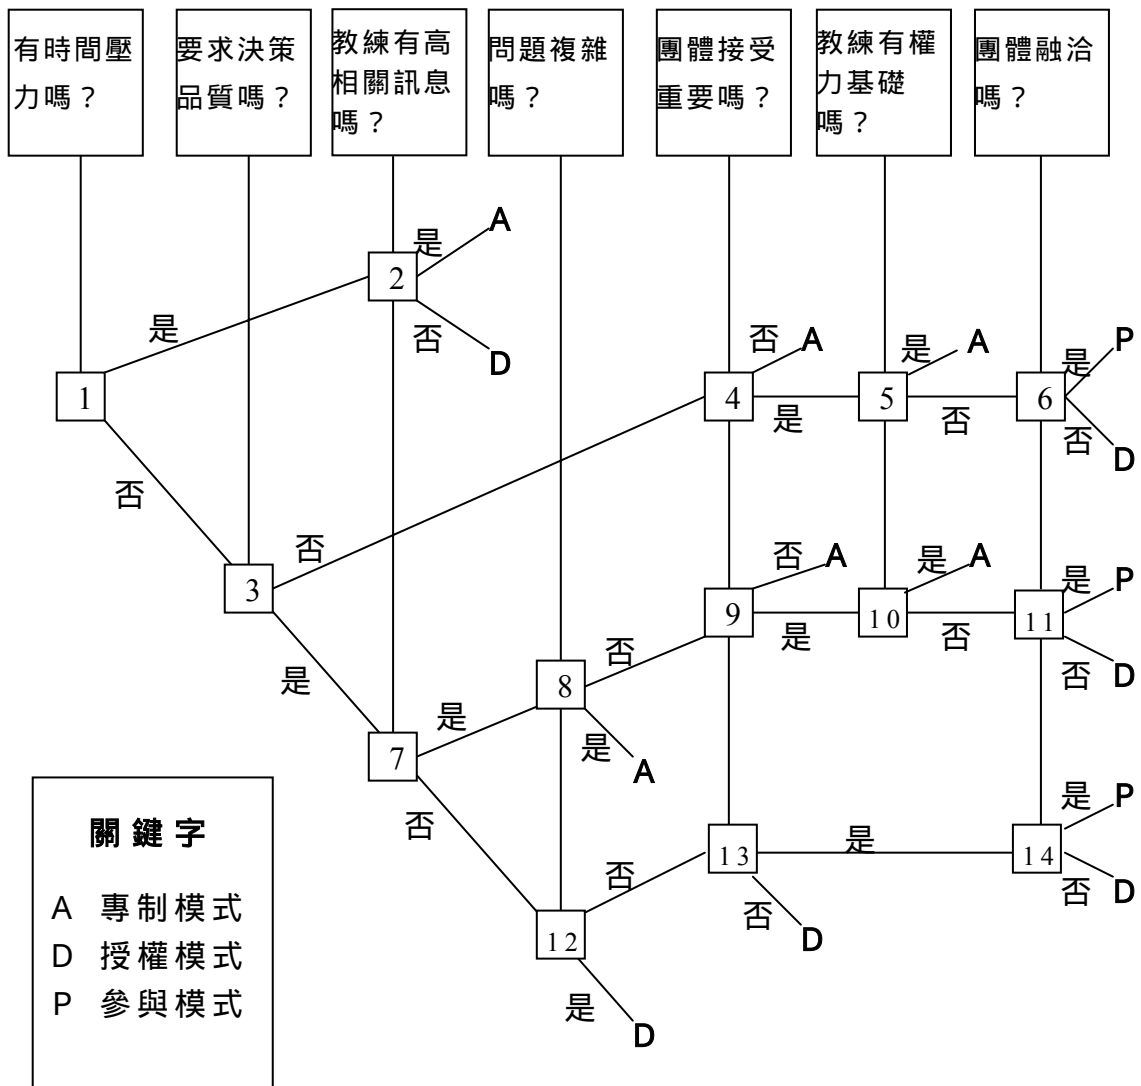 有時間壓
力嗎？
要求決策
品質嗎？
教練有高
相關訊息
嗎？
問題複雜
嗎？
團體接受
重要嗎？
教練有權
力基礎
嗎？
團體融洽
嗎？
是
A
2
是
否
D
否
A
是
A
是
P
1
4
是
5
否
6
否
D
否
3
否
否
A
是
A
是
P
9
是
10
否
11
否
D
是
否
8
是
是
A
7
是
P
否
否
13
是
14
否
D
否
D
12
是
D
關鍵字
A 專制模式
D 授權模式
P 參與模式